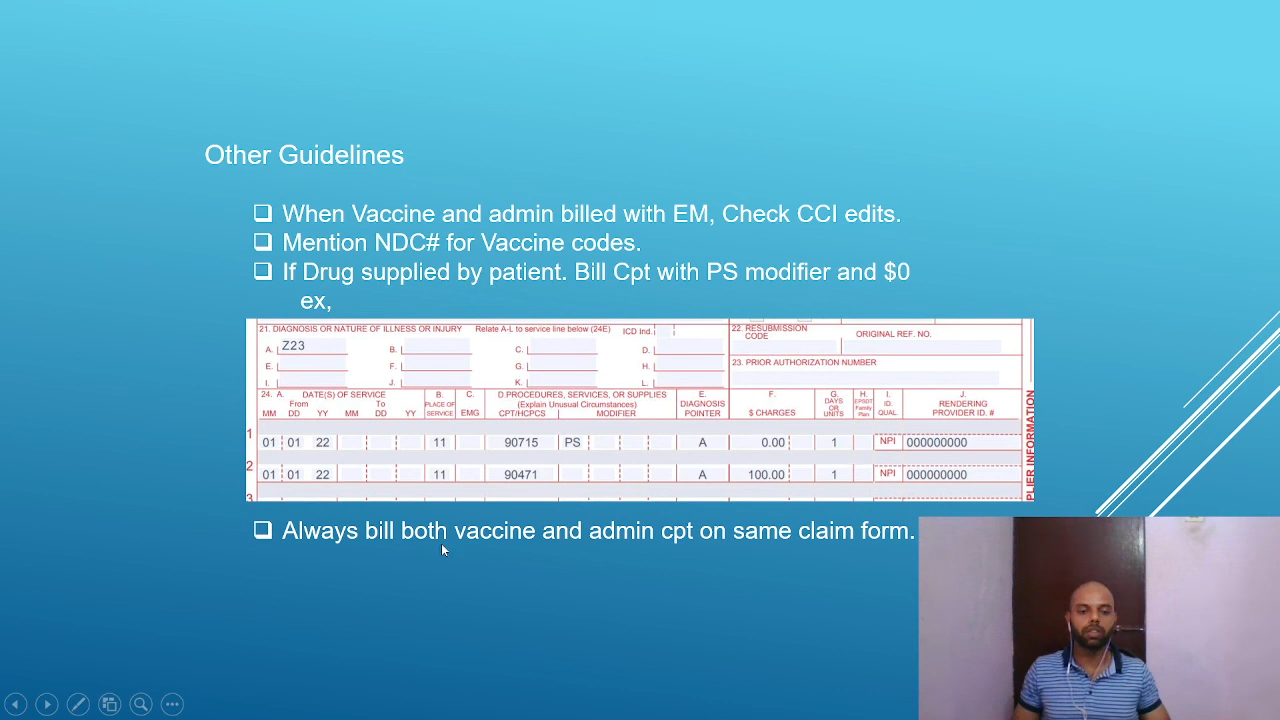 Other Guidelines
When Vaccine and admin billed with EM, Check CCI edits.
Mention NDC# for Vaccine codes.
If Drug supplied by patient. Bill Cpt with PS modifier and $0
ex,
21. DIAGNOSIS OR NATURE OF ILLNESS OR INJURY Relate A-L to service line below (24E) ICD Ind.
A. Z23 B. C. D.
E. F. G. H.
I. J. K. L.
22. RESUBMISSION
CODE ORIGINAL REF. NO.
23. PRIOR AUTHORIZATION NUMBER
24. A. DATE(S) OF SERVICE B. C. D.PROCEDURES, SERVICES, OR SUPPLIES E. F. G. H. I. J.
From To PLACE OF (Explain Unusual Circumstances) DIAGNOSIS DAYS OR EPSDT Family ID. RENDERING
MM DD YY MM DD YY SERVICE EMG CPT/HCPCS MODIFIER POINTER $ CHARGES UNITS Plan QUAL. PROVIDER ID. #
1 01 01 22 11 90715 PS A 0.00 1 NPI 000000000
2 01 01 22 11 90471 A 100.00 1 NPI 000000000
3
PLIER INFORMATION
Always bill both vaccine and admin cpt on same claim form.